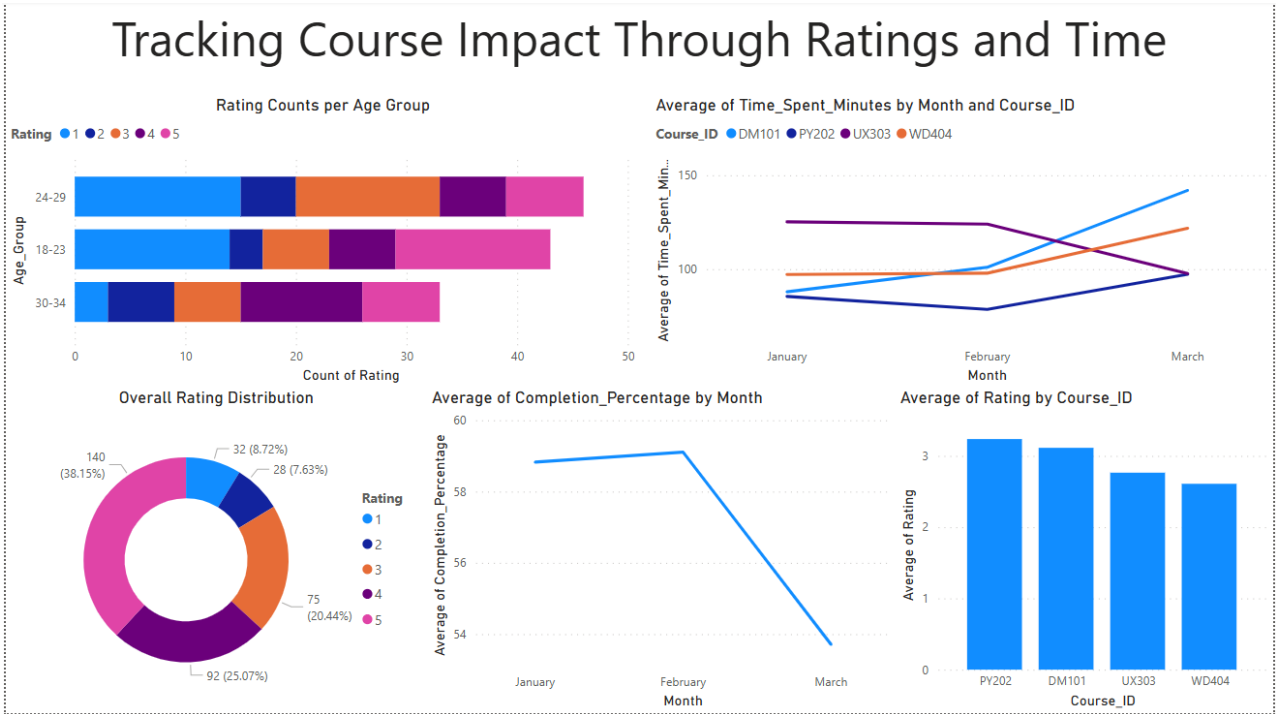 Tracking Course Impact Through Ratings and Time
Rating Counts per Age Group
Rating 1 2 3 4 5
Age_Group
24-29
18-23
30-34
0 10 20 30 40 50
Count of Rating
Average of Time_Spent_Minutes by Month and Course_ID
Course_ID DM101 PY202 UX303 WD404
Average of Time_Spent_Min...
150
100
January February March
Month
Overall Rating Distribution
32 (8.72%)
28 (7.63%)
75
(20.44%)
92 (25.07%)
140
(38.15%)
Rating
1
2
3
4
5
Average of Completion_Percentage by Month
Average of Completion_Percentage
60
58
56
54
January February March
Month
Average of Rating by Course_ID
Average of Rating
3
2
1
0
PY202 DM101 UX303 WD404
Course_ID